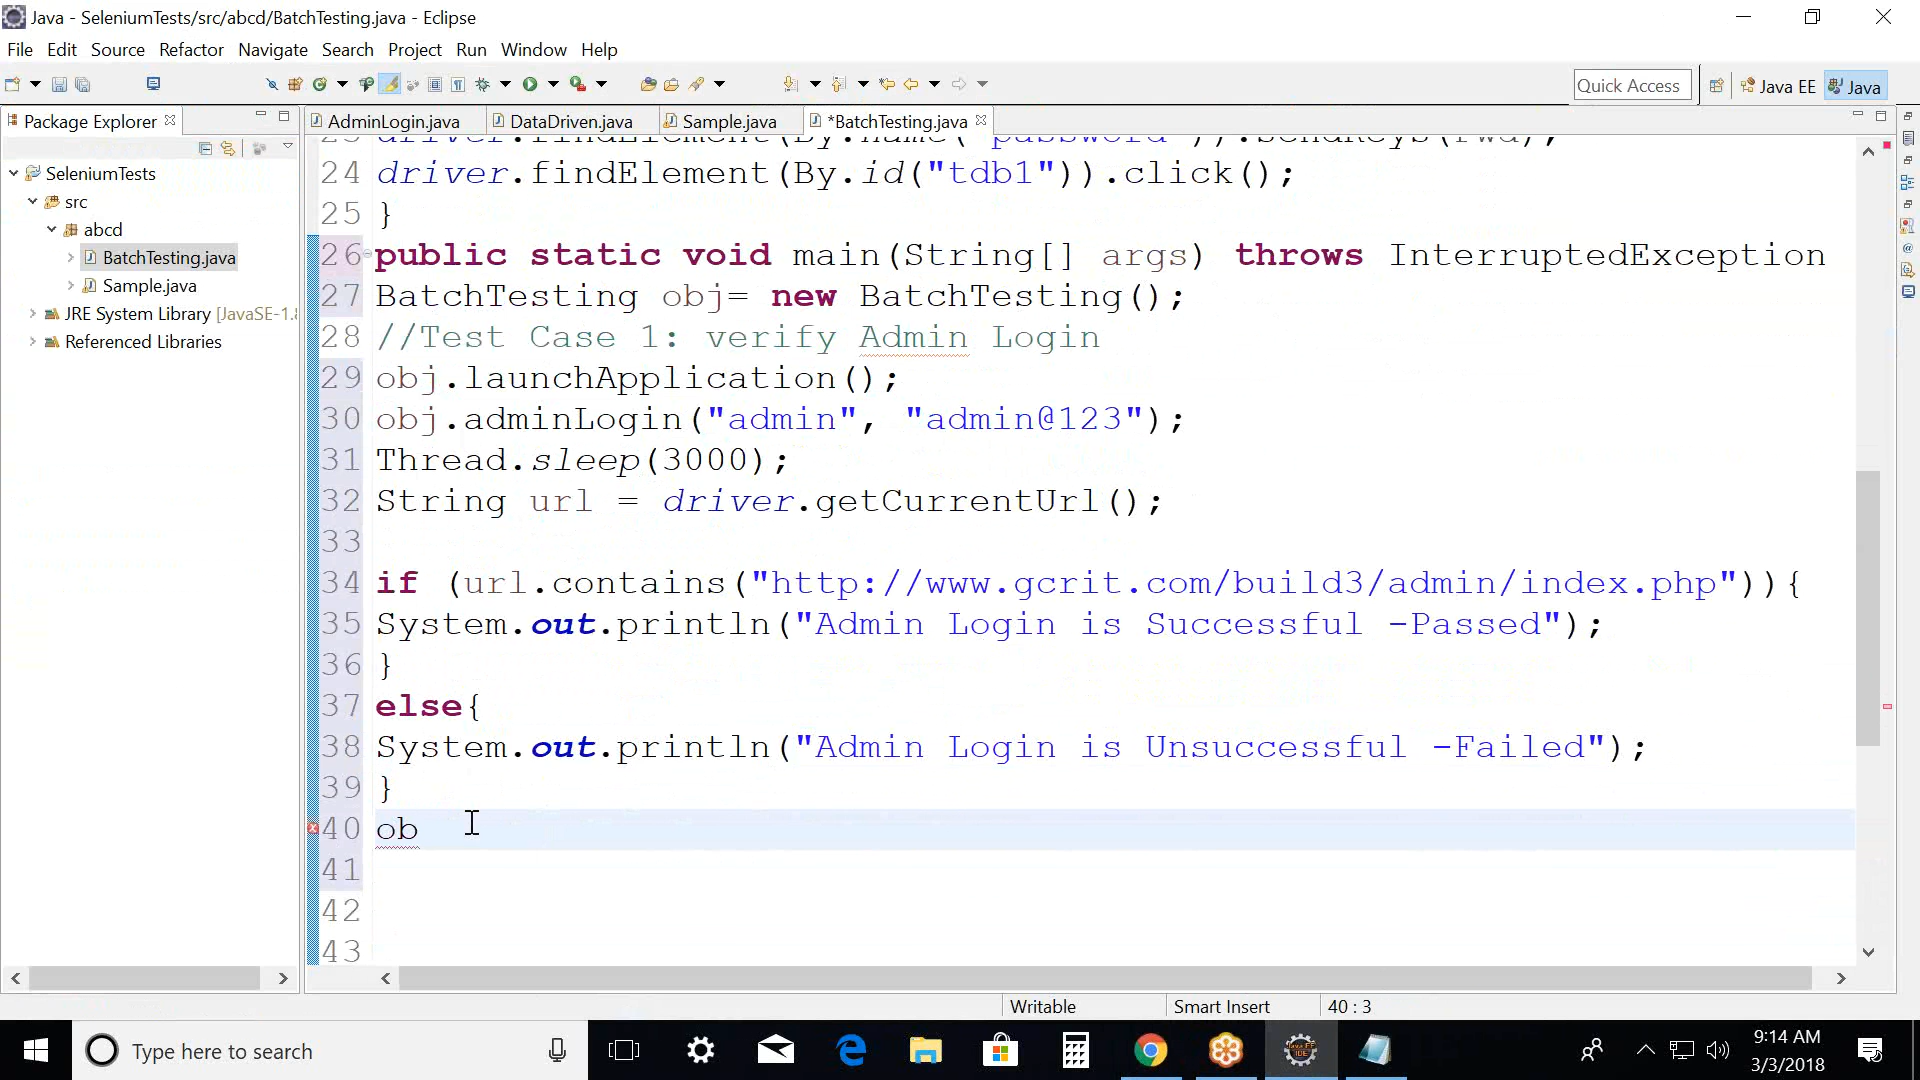 Java - SeleniumTests/src/abcd/BatchTesting.java - Eclipse
File Edit Source Refactor Navigate Search Project Run Window Help
Quick Access
Java EE
Java
Package Explorer
AdminLogin.java
DataDriven.java
Sample.java
*BatchTesting.java
SeleniumTests
src
abcd
BatchTesting.java
Sample.java
JRE System Library [JavaSE-1.8
Referenced Libraries
24 driver.findElement(By.id("tdb1")).click();
25 }
26 public static void main(String[] args) throws InterruptedException
27 BatchTesting obj= new BatchTesting();
28 //Test Case 1: verify Admin Login
29 obj.launchApplication();
30 obj.adminLogin("admin", "admin@123");
31 Thread.sleep(3000);
32 String url = driver.getCurrentUrl();
33
34 if (url.contains("http://www.gcrit.com/build3/admin/index.php")){
35 System.out.println("Admin Login is Successful -Passed");
36 }
37 else{
38 System.out.println("Admin Login is Unsuccessful -Failed");
39 }
40 ob
41
42
43
Writable
Smart Insert
40 : 3
Type here to search
9:14 AM
3/3/2018